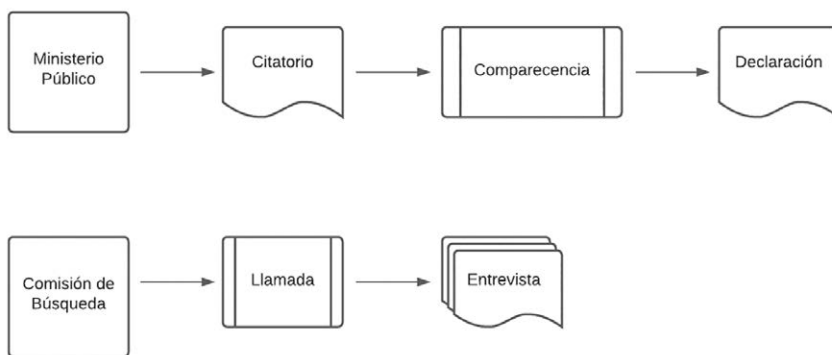 Ministerio
Público
Citatorio
Comparecencia
Declaración
Comisión de
Búsqueda
Llamada
Entrevista